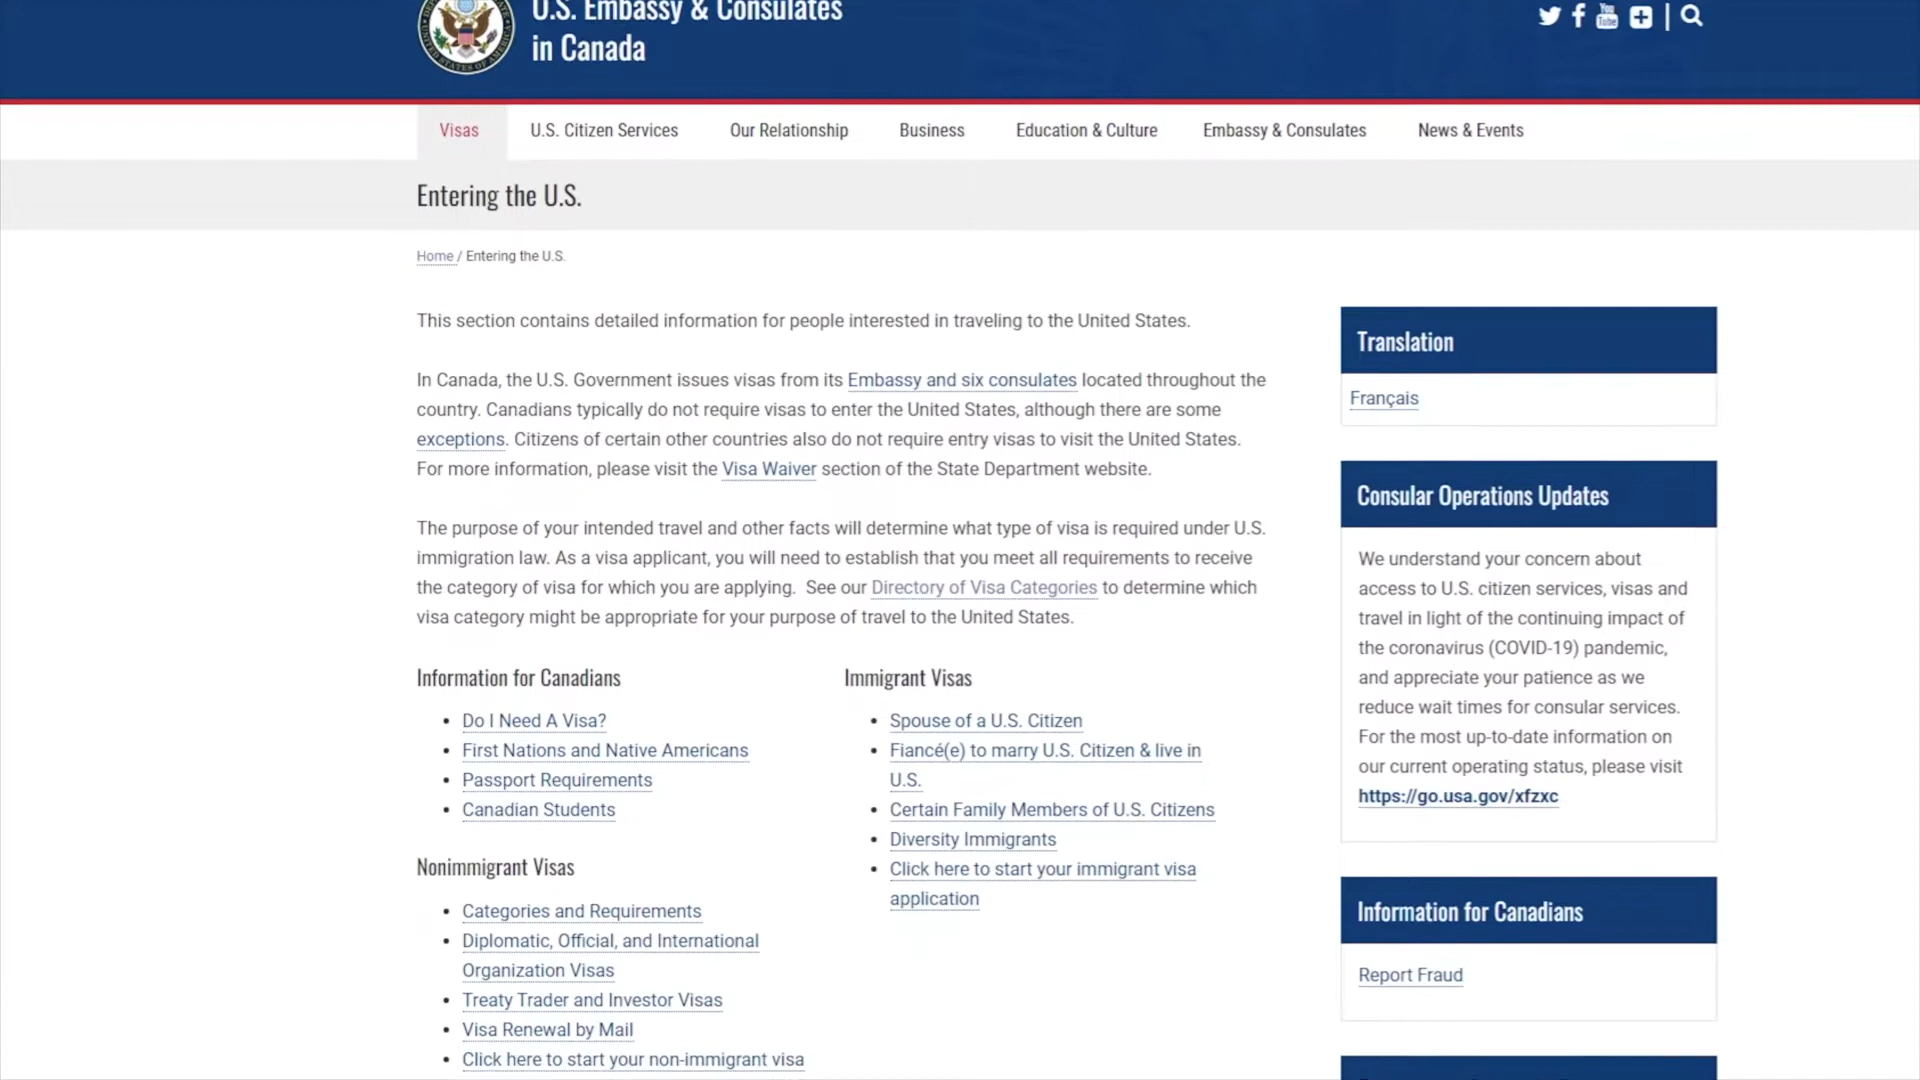 U.S. Embassy & Consulates
in Canada
Visas
U.S. Citizen Services
Our Relationship
Business
Education & Culture
Embassy & Consulates
News & Events
Entering the U.S.
Home / Entering the U.S.
This section contains detailed information for people interested in traveling to the United States.
In Canada, the U.S. Government issues visas from its Embassy and six consulates located throughout the
country. Canadians typically do not require visas to enter the United States, although there are some
exceptions. Citizens of certain other countries also do not require entry visas to visit the United States.
For more information, please visit the Visa Waiver section of the State Department website.
The purpose of your intended travel and other facts will determine what type of visa is required under U.S.
immigration law. As a visa applicant, you will need to establish that you meet all requirements to receive
the category of visa for which you are applying. See our Directory of Visa Categories to determine which
visa category might be appropriate for your purpose of travel to the United States.
Information for Canadians
Do I Need A Visa?
First Nations and Native Americans
Passport Requirements
Canadian Students
Nonimmigrant Visas
Categories and Requirements
Diplomatic, Official, and International
Organization Visas
Treaty Trader and Investor Visas
Visa Renewal by Mail
Click here to start your non-immigrant visa
Immigrant Visas
Spouse of a U.S. Citizen
Fiancé(e) to marry U.S. Citizen & live in
U.S.
Certain Family Members of U.S. Citizens
Diversity Immigrants
Click here to start your immigrant visa
application
Translation
Français
Consular Operations Updates
We understand your concern about
access to U.S. citizen services, visas and
travel in light of the continuing impact of
the coronavirus (COVID-19) pandemic,
and appreciate your patience as we
reduce wait times for consular services.
For the most up-to-date information on
our current operating status, please visit
https://go.usa.gov/xfzxc
Information for Canadians
Report Fraud